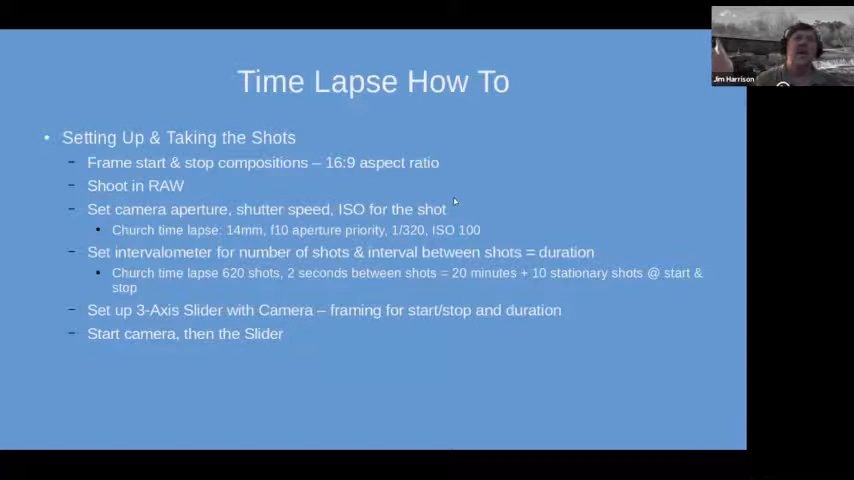 Jim Harrison
Time Lapse How To
• Setting Up & Taking the Shots
– Frame start & stop compositions – 16:9 aspect ratio
– Shoot in RAW
– Set camera aperture, shutter speed, ISO for the shot
• Church time lapse: 14mm, f10 aperture priority, 1/320, ISO 100
– Set intervalometer for number of shots & interval between shots = duration
• Church time lapse 620 shots, 2 seconds between shots = 20 minutes + 10 stationary shots @ start &
stop
– Set up 3-Axis Slider with Camera – framing for start/stop and duration
– Start camera, then the Slider